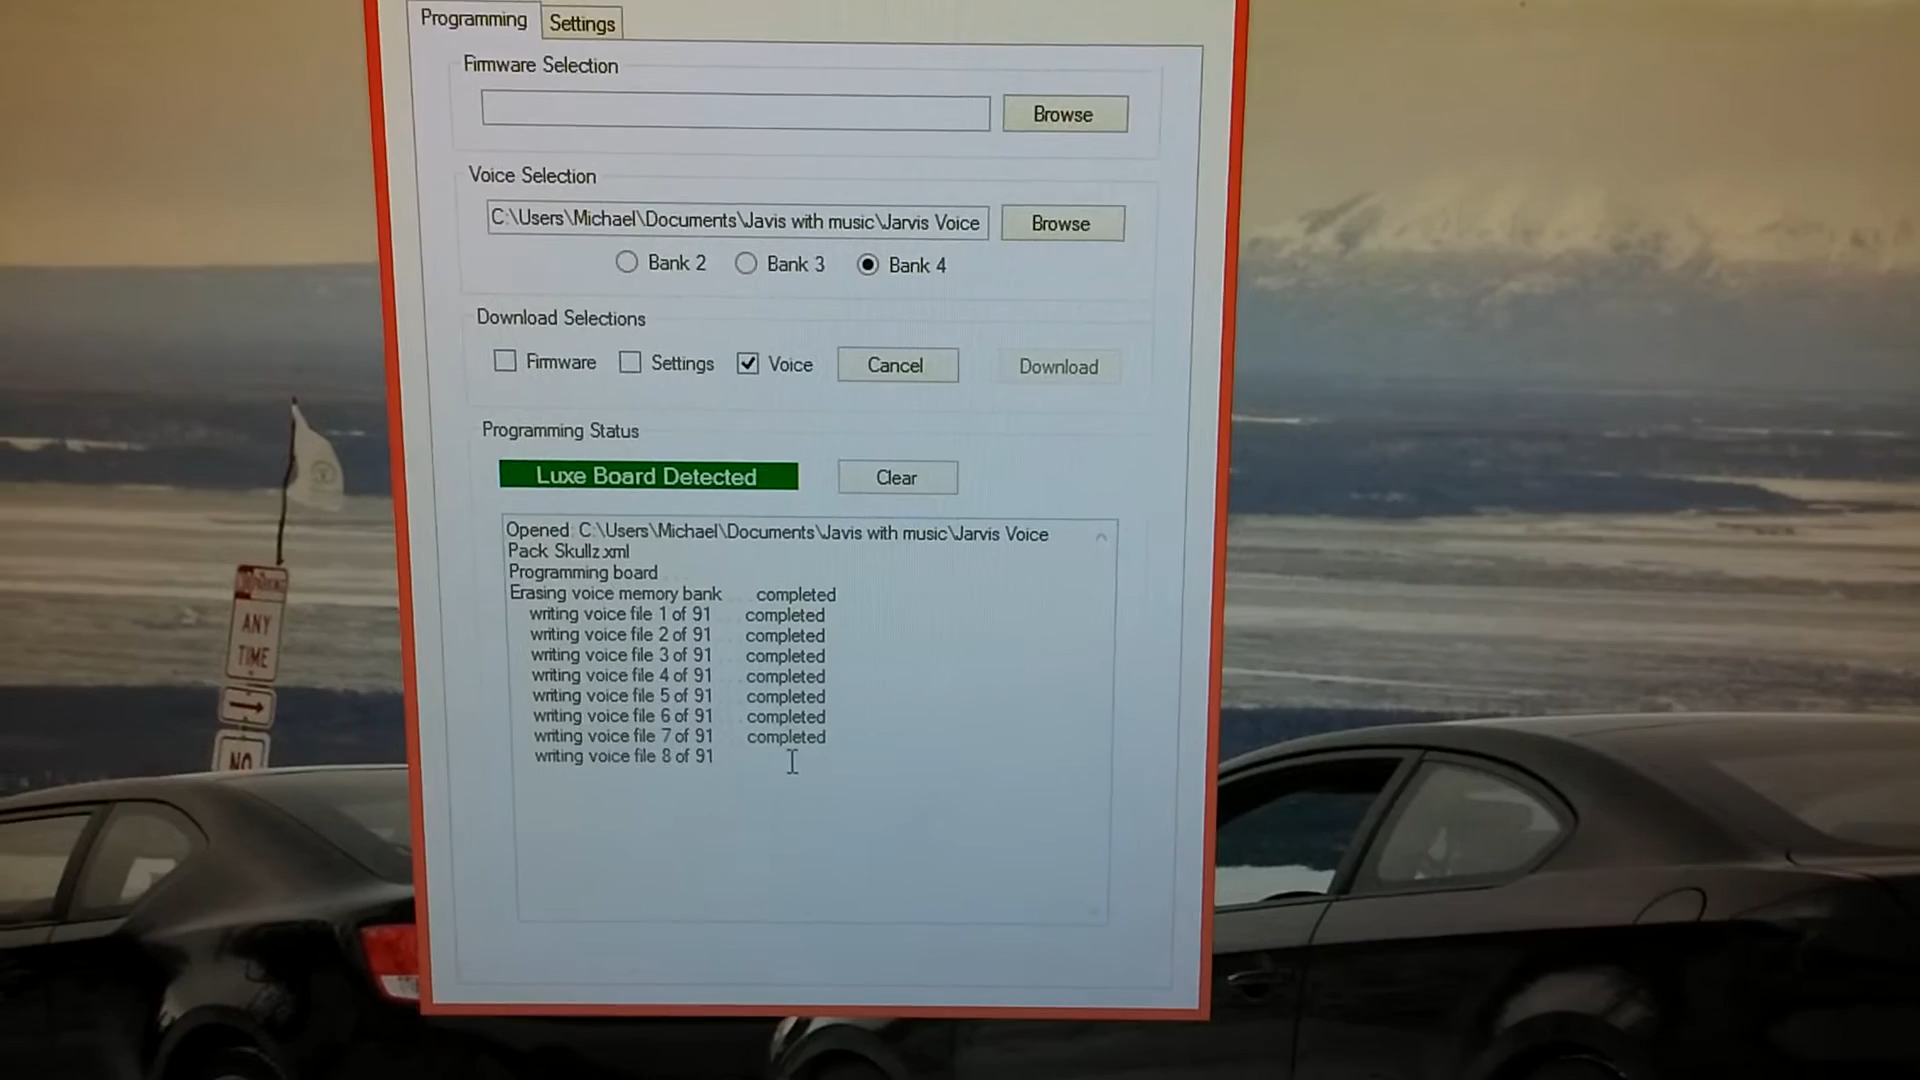 Programming
Settings
Firmware Selection
Browse
Voice Selection
C:\Users\Michael\Documents\Javis with music\Jarvis Voice
Browse
Bank 2
Bank 3
Bank 4
Download Selections
Firmware
Settings
Voice
Cancel
Download
Programming Status
Luxe Board Detected
Clear
Opened: C:\Users\Michael\Documents\Javis with music\Jarvis Voice
Pack Skullz.xml
Programming board
Erasing voice memory bank completed
writing voice file 1 of 91 completed
writing voice file 2 of 91 completed
writing voice file 3 of 91 completed
writing voice file 4 of 91 completed
writing voice file 5 of 91 completed
writing voice file 6 of 91 completed
writing voice file 7 of 91 completed
writing voice file 8 of 91
ANY
TIME
NO